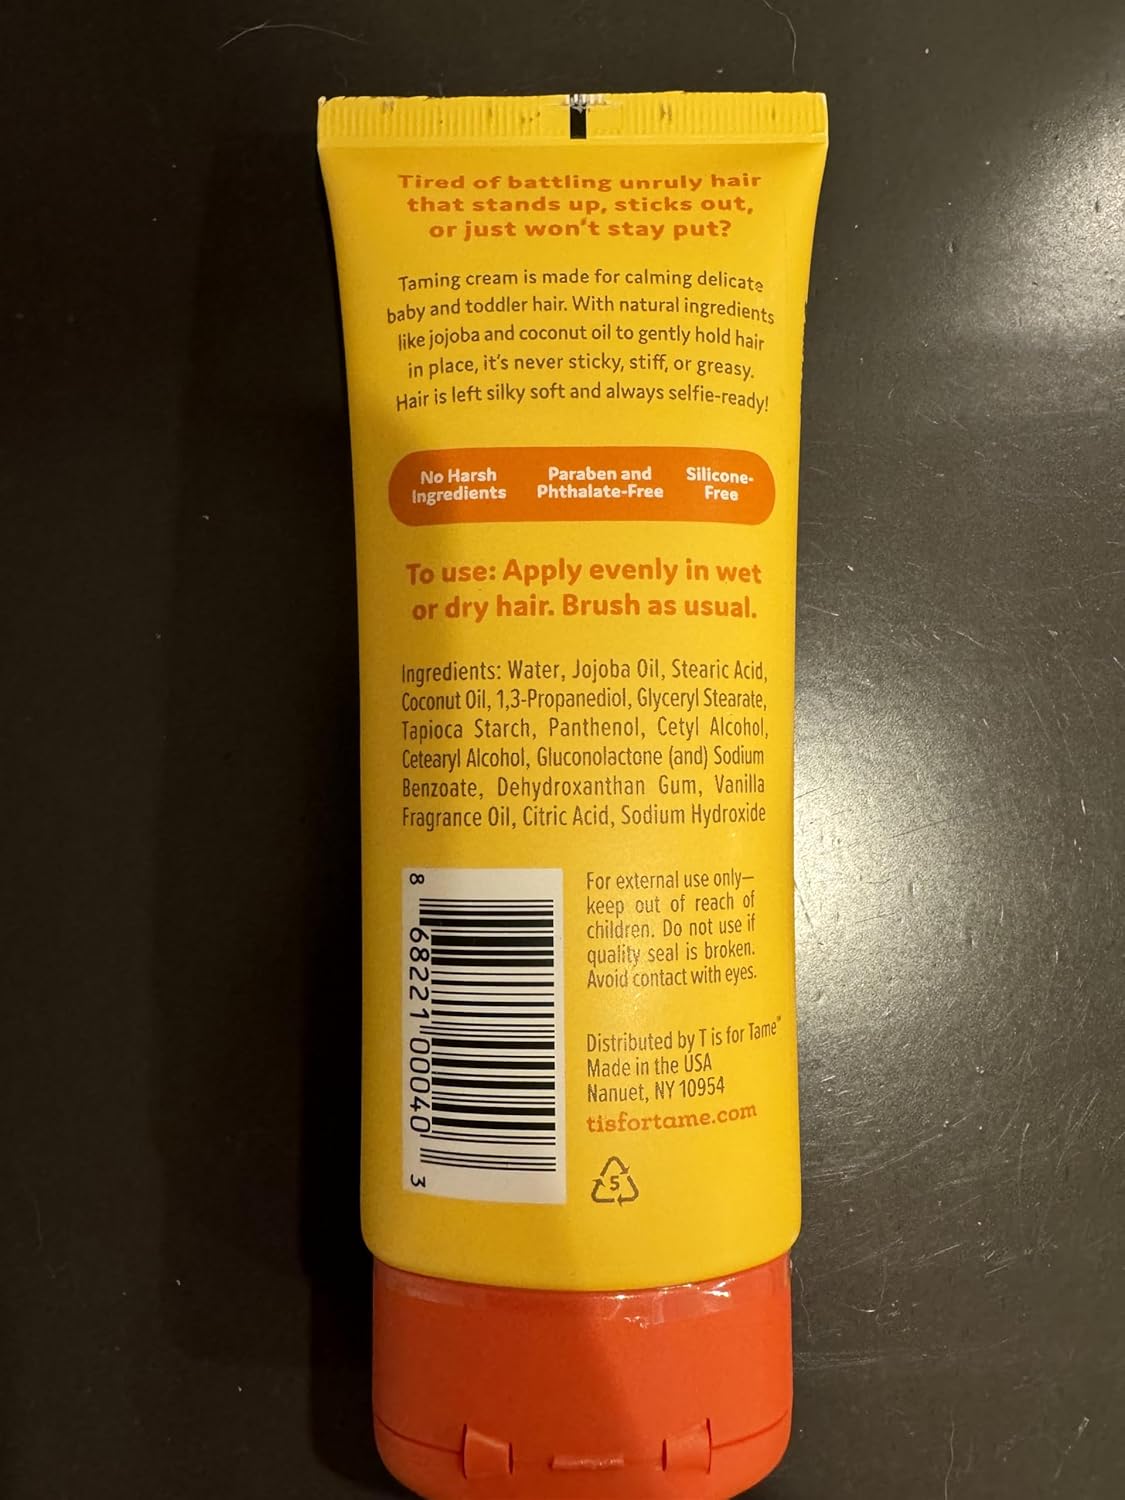 Tired of battling unruly hair
that stands up, sticks out,
or just won't stay put?
Taming cream is made for calming delicate
baby and toddler hair. With natural ingredients
like jojoba and coconut oil to gently hold hair
in place, it's never sticky, stiff, or greasy.
Hair is left silky soft and always selfie-ready!
No Harsh
Ingredients
Paraben and
Phthalate-Free
Silicone-
Free
To use: Apply evenly in wet
or dry hair. Brush as usual.
Ingredients: Water, Jojoba Oil, Stearic Acid,
Coconut Oil, 1,3-Propanediol, Glyceryl Stearate,
Tapioca Starch, Panthenol, Cetyl Alcohol,
Cetearyl Alcohol, Gluconolactone (and) Sodium
Benzoate, Dehydroxanthan Gum, Vanilla
Fragrance Oil, Citric Acid, Sodium Hydroxide
8 68221 00040 3
For external use only—
keep out of reach of
children. Do not use if
quality seal is broken.
Avoid contact with eyes.
Distributed by T is for Tame™
Made in the USA
Nanuet, NY 10954
tisfortame.com
5